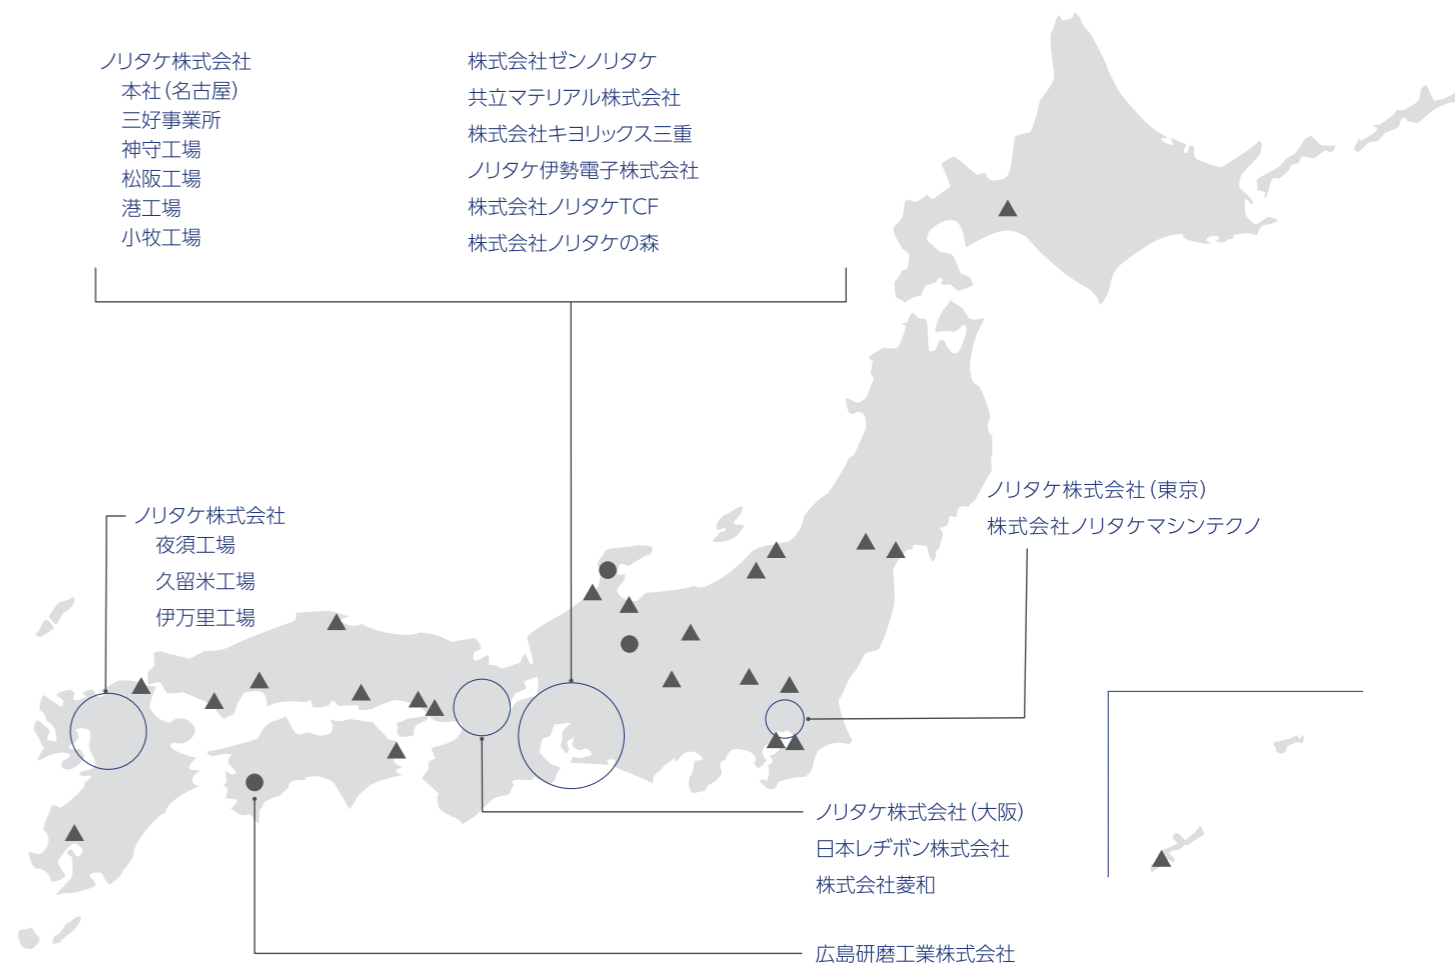 ノリタケ株式会社
本社(名古屋)
三好事業所
神守工場
松阪工場
港工場
小牧工場
株式会社ゼンノリタケ
共立マテリアル株式会社
株式会社キヨリックス三重
ノリタケ伊勢電子株式会社
株式会社ノリタケTCF
株式会社ノリタケの森
ノリタケ株式会社(東京)
株式会社ノリタケマシンテクノ
ノリタケ株式会社
夜須工場
久留米工場
伊万里工場
ノリタケ株式会社(大阪)
日本レヂボン株式会社
株式会社菱和
広島研磨工業株式会社